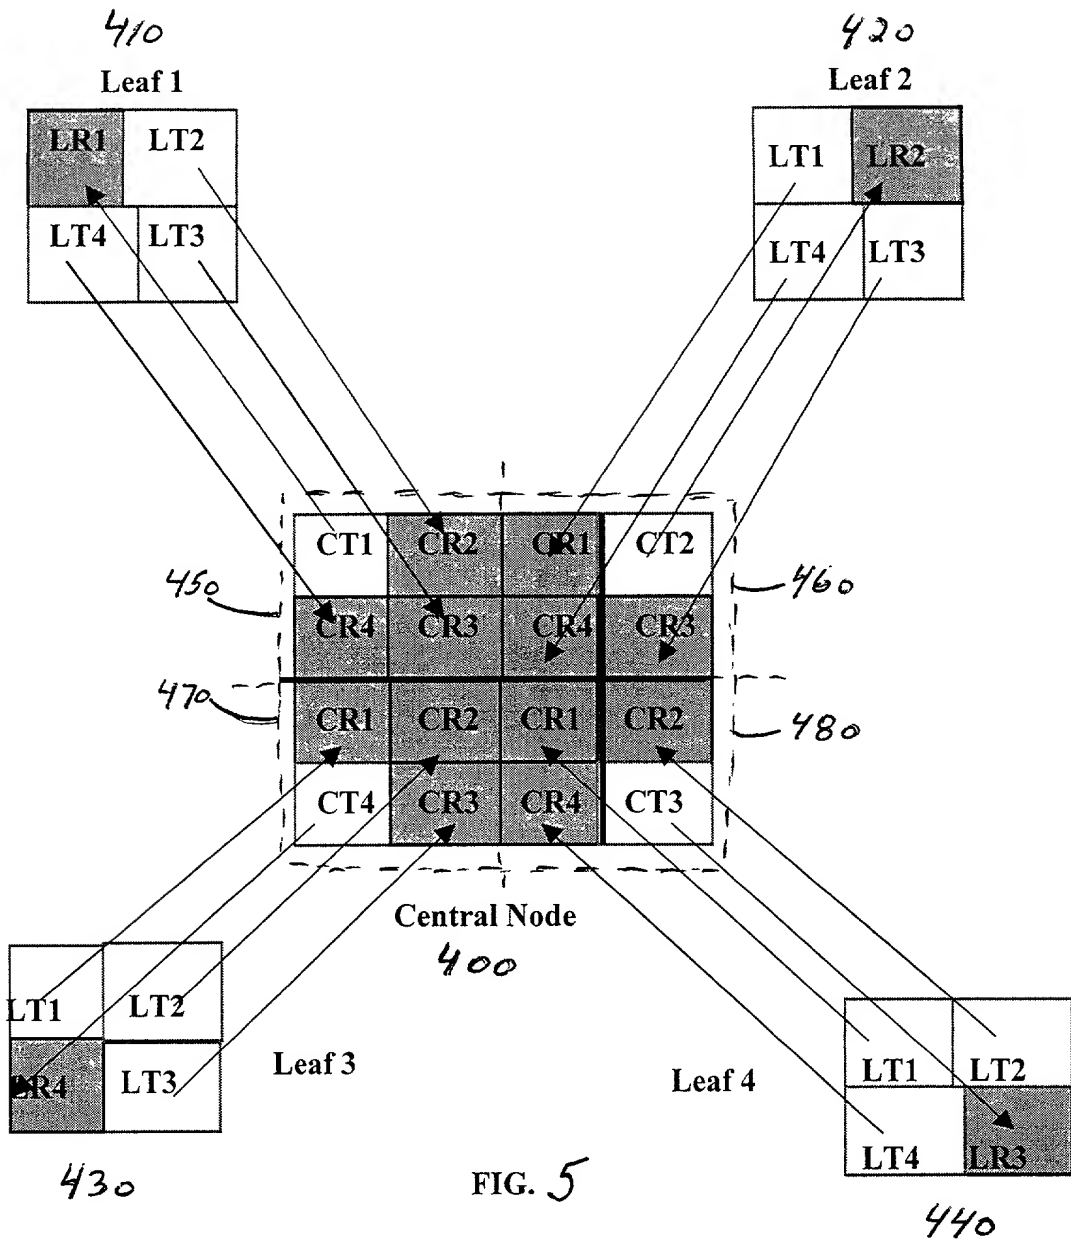 410
420
Leaf 1
Leaf 2
LR1 LT2
LT4 LT3
LT1 LR2
LT4 LT3
CT1 CR2 CR1 CT2
450
460
CR4 CR3 CR4 CR3
470
480
CR1 CR2 CR1 CR2
CT4 CR3 CR4 CT3
Central Node
400
LT1 LT2
LR4 LT3
Leaf 3
Leaf 4
LT1 LT2
LT4 LR3
430
FIG. 5
440